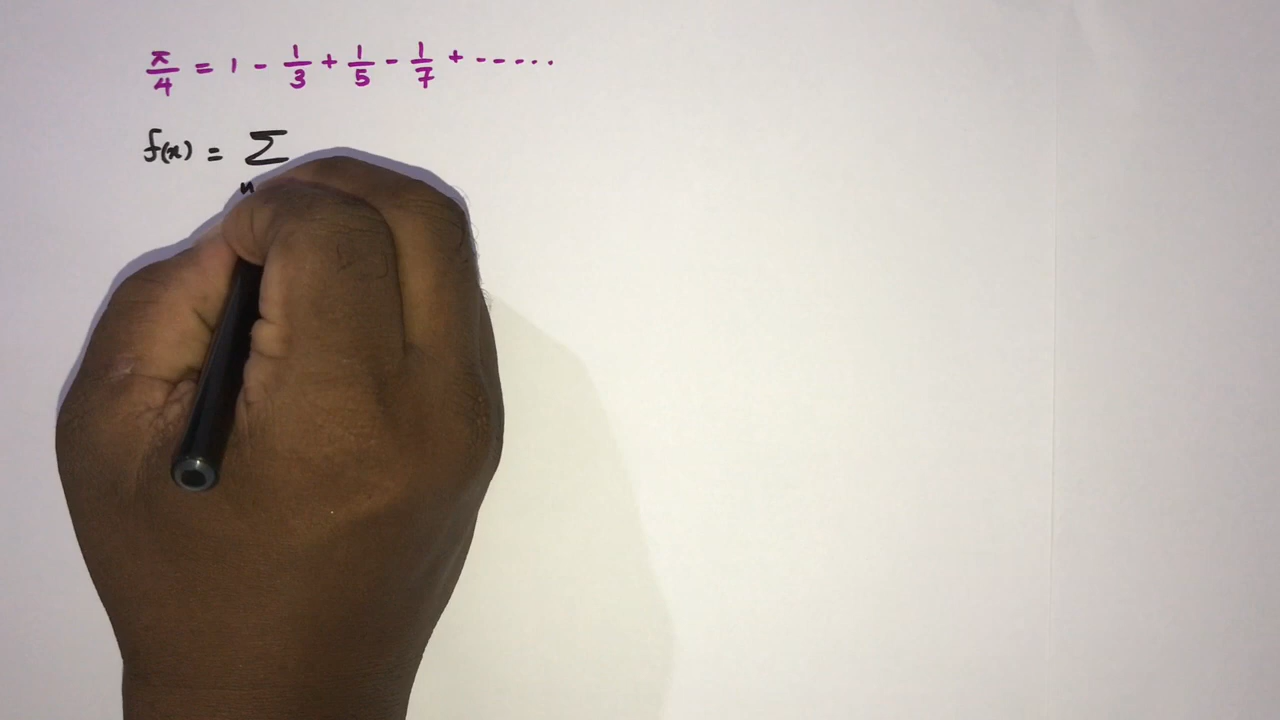 π/4 = 1 - 1/3 + 1/5 - 1/7 + -----..
f(x) = Σ
n